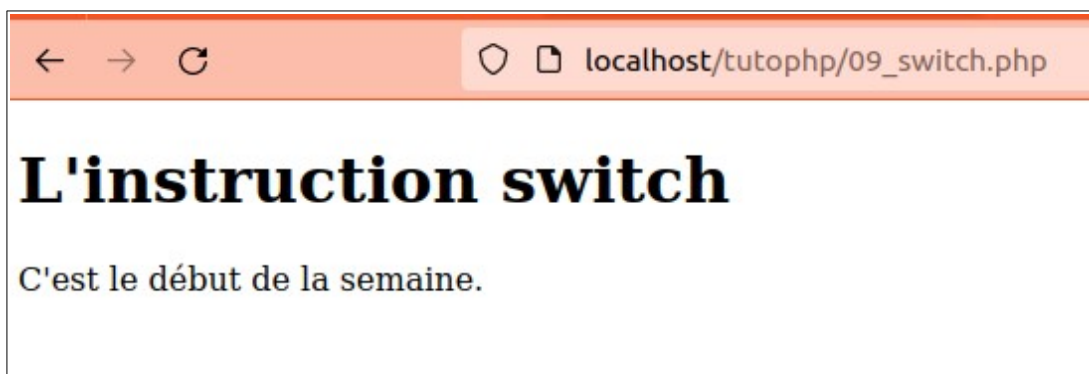 localhost/tutophp/09_switch.php
L'instruction switch
C'est le début de la semaine.